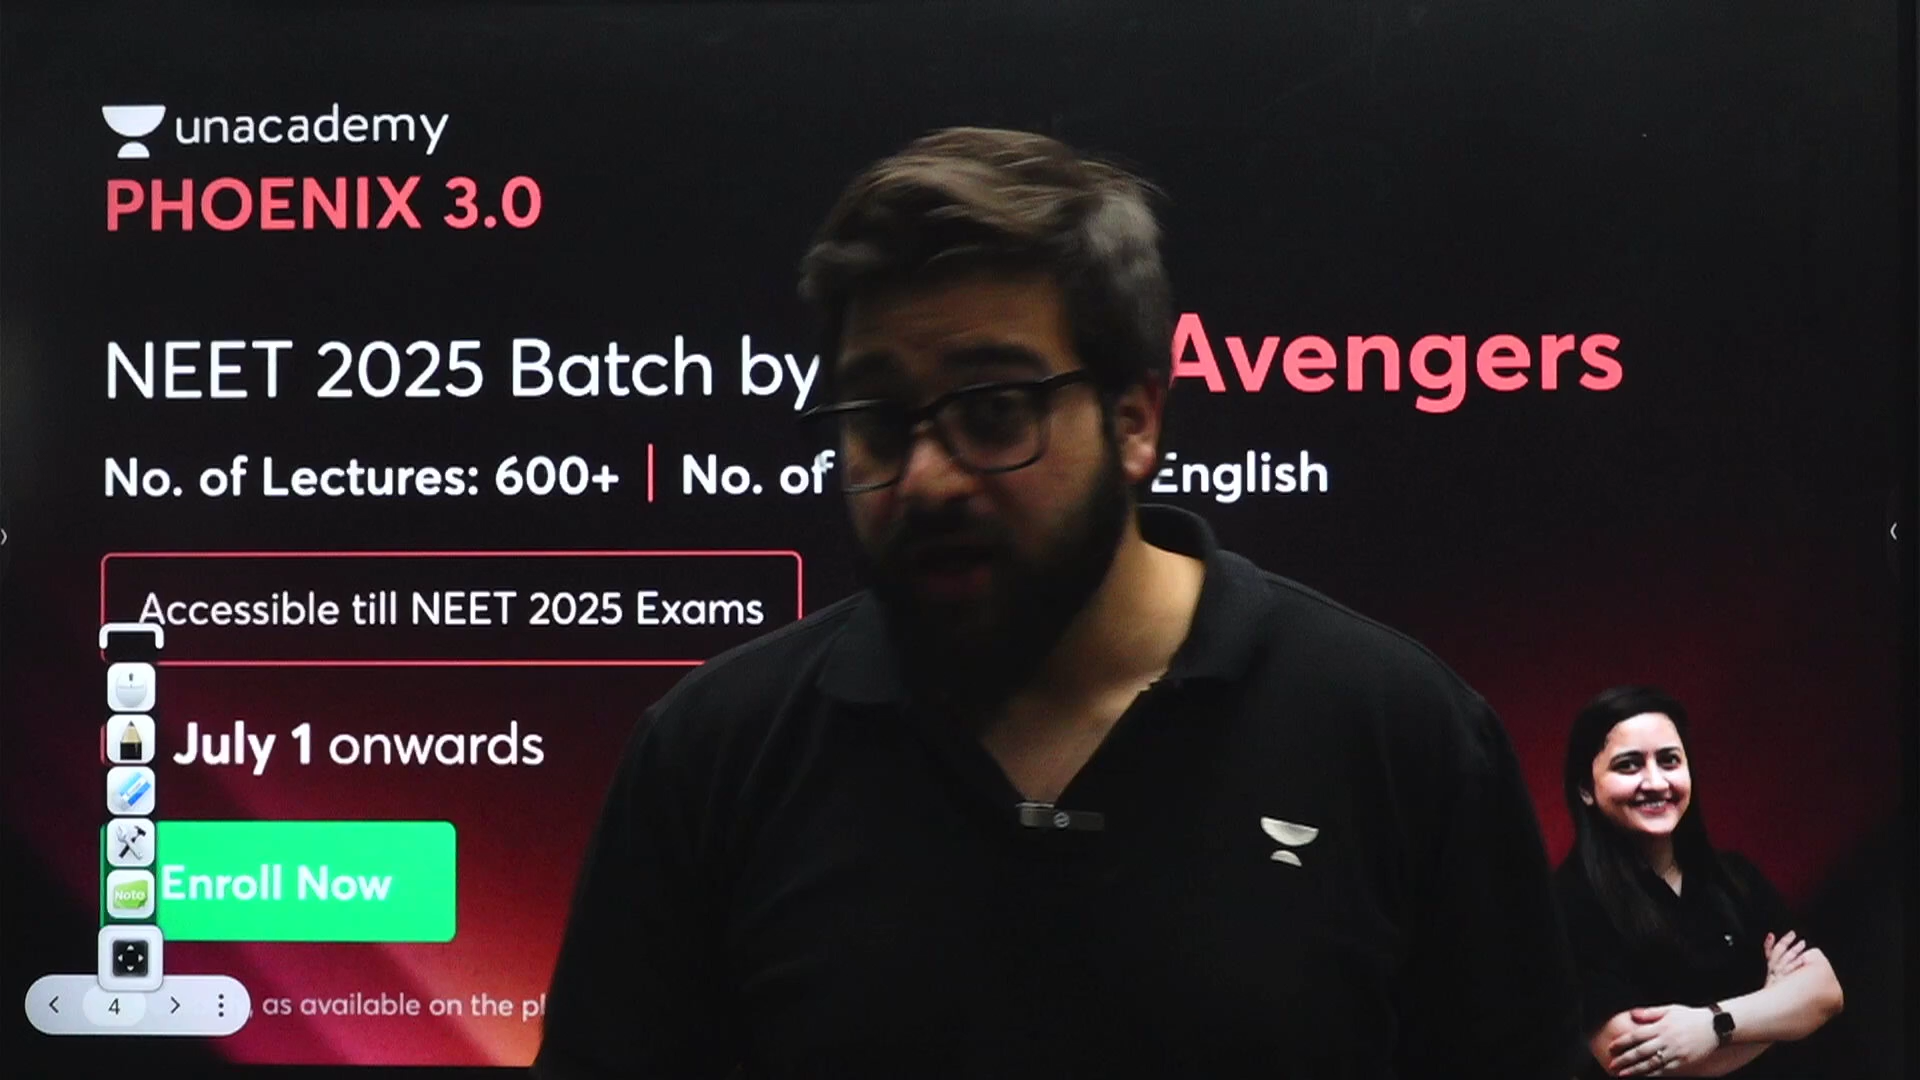 unacademy
PHOENIX 3.0
NEET 2025 Batch by Avengers
No. of Lectures: 600+ | No. of English
Accessible till NEET 2025 Exams
July 1 onwards
Enroll Now
Note
4
, as available on the